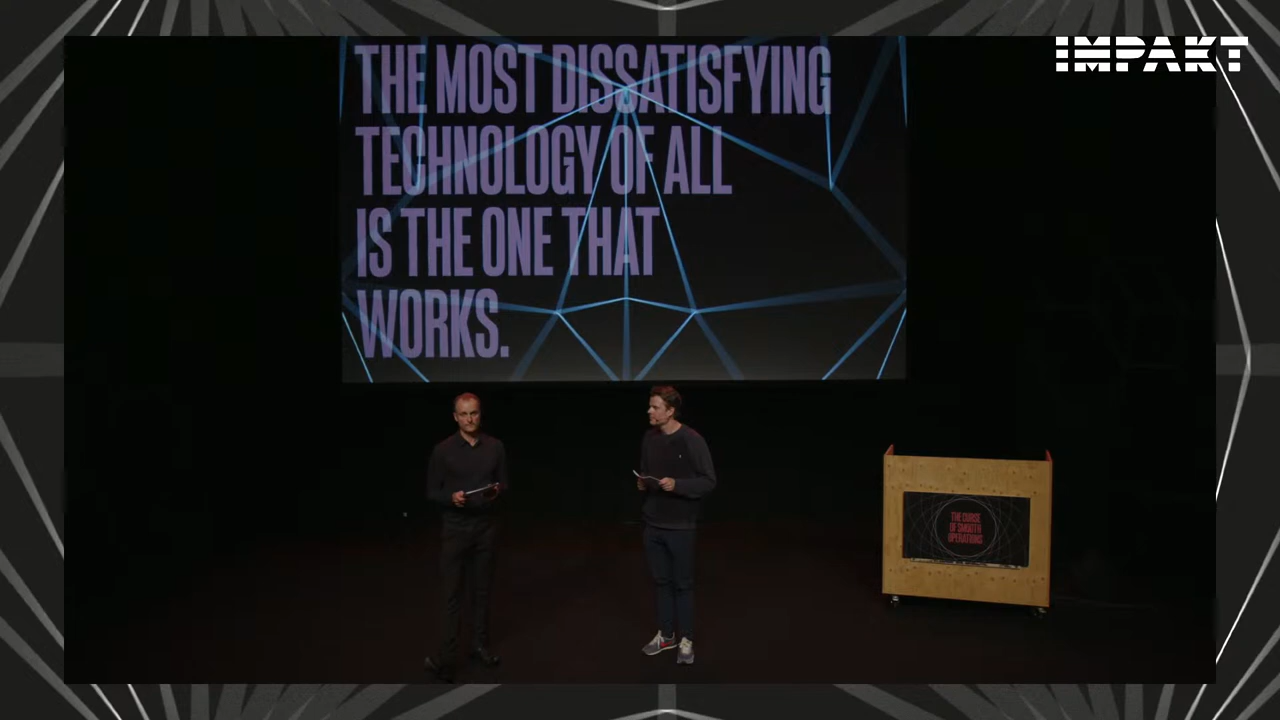 IMPAKT
THE MOST DISSATISFYING
TECHNOLOGY OF ALL
IS THE ONE THAT
WORKS.
THE CURSE
OF SMOOTH
OPERATIONS